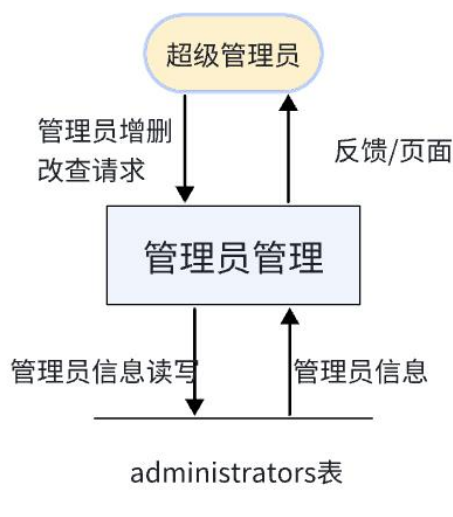 超级管理员
管理员增删
改查请求
反馈/页面
管理员管理
管理员信息读写
管理员信息
administrators表